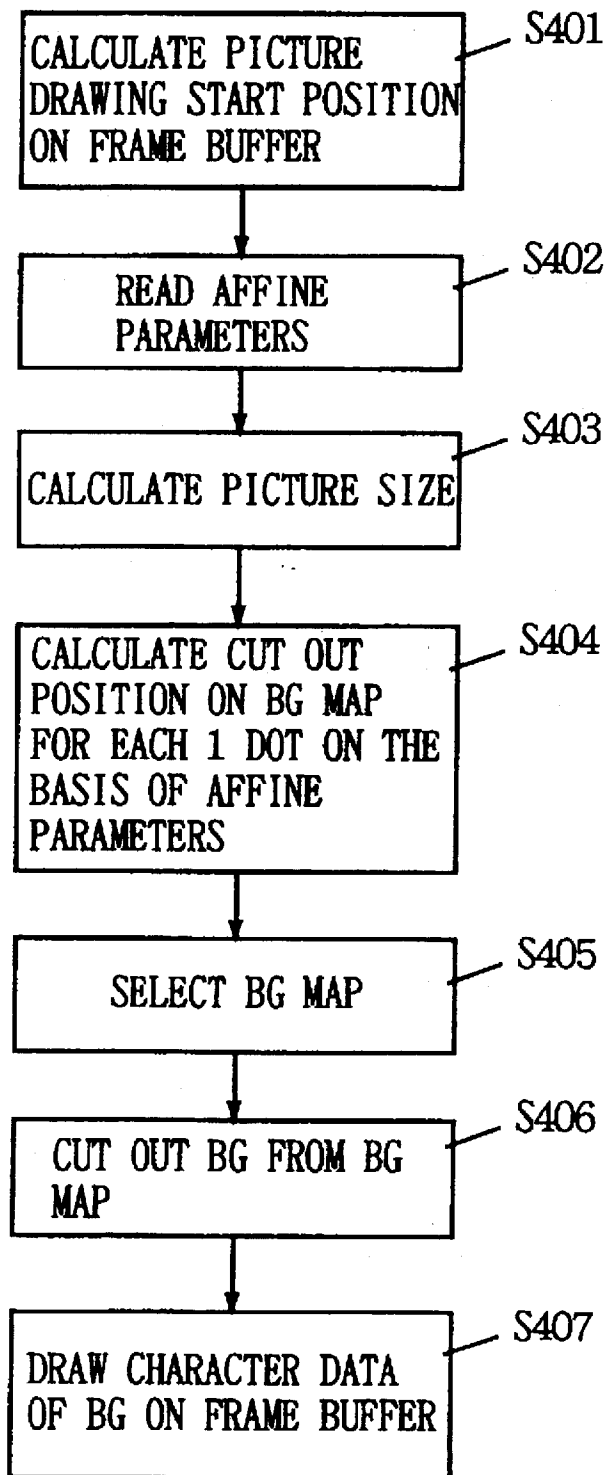 S401
CALCULATE PICTURE
DRAWING START POSITION
ON FRAME BUFFER
S402
READ AFFINE
PARAMETERS
S403
CALCULATE PICTURE SIZE
S404
CALCULATE CUT OUT
POSITION ON BG MAP
FOR EACH 1 DOT ON THE
BASIS OF AFFINE
PARAMETERS
S405
SELECT BG MAP
S406
CUT OUT BG FROM BG
MAP
S407
DRAW CHARACTER DATA
OF BG ON FRAME BUFFER